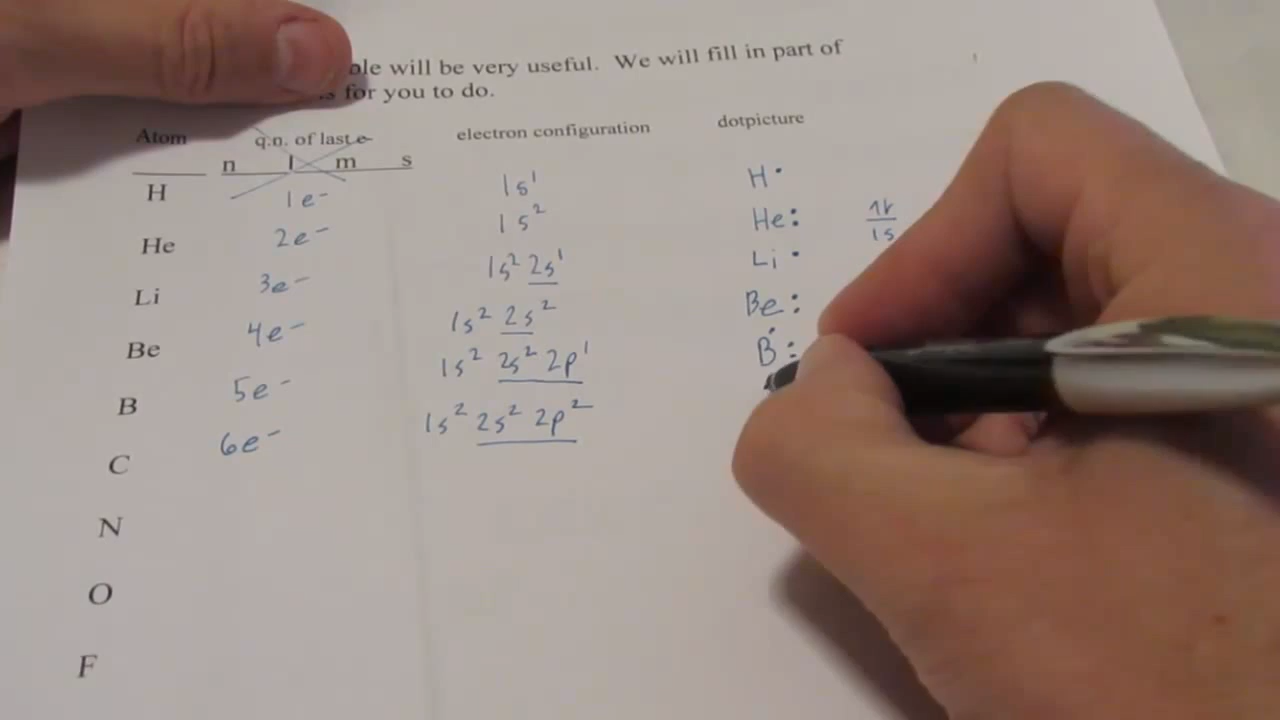 will be very useful. We will fill in part of
for you to do.
Atom q.n. of last e- electron configuration dotpicture
n l m s
H 1e- 1s¹ H·
He 2e- 1s² He: 1s
Li 3e- 1s² 2s¹ Li ·
Be 4e- 1s² 2s² Be:
B 5e- 1s² 2s² 2p¹ B:
C 6e- 1s² 2s² 2p²
N
O
F